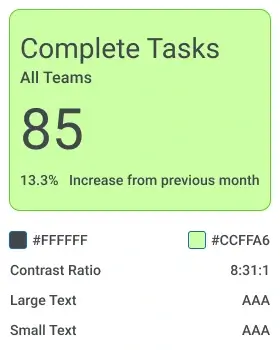 Complete Tasks
All Teams
85
13.3% Increase from previous month
#FFFFFF #CCFFA6
Contrast Ratio 8:31:1
Large Text AAA
Small Text AAA